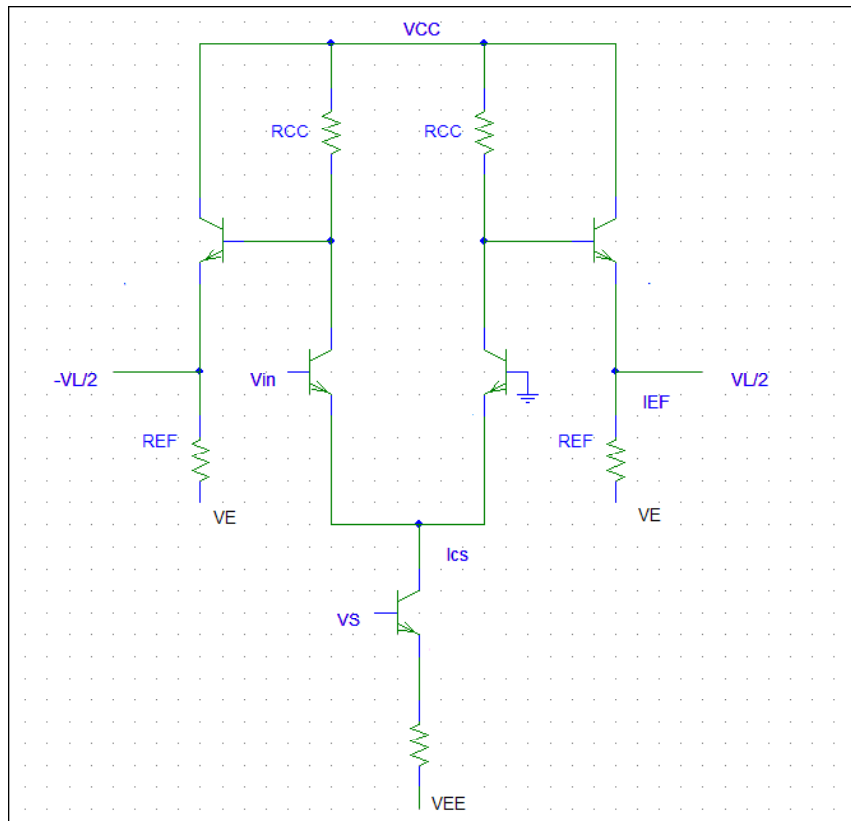 VCC
RCC RCC
-VL/2 Vin VL/2
IEF
REF REF
VE VE
Ics
VS
VEE